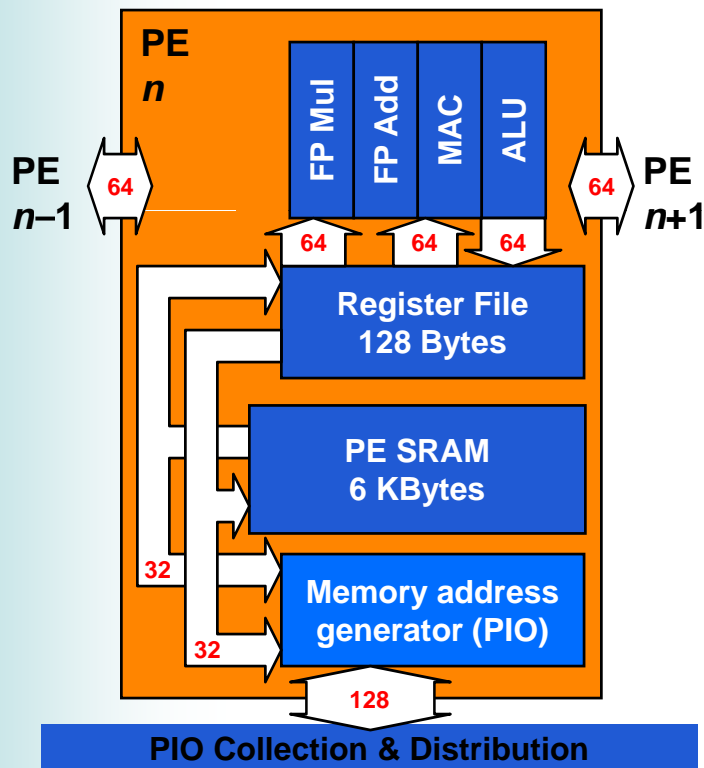 PE
n
FP Mul
FP Add
MAC
ALU
PE
n–1
64
64
PE
n+1
64
64
64
Register File
128 Bytes
PE SRAM
6 KBytes
32
Memory address
generator (PIO)
32
128
PIO Collection & Distribution